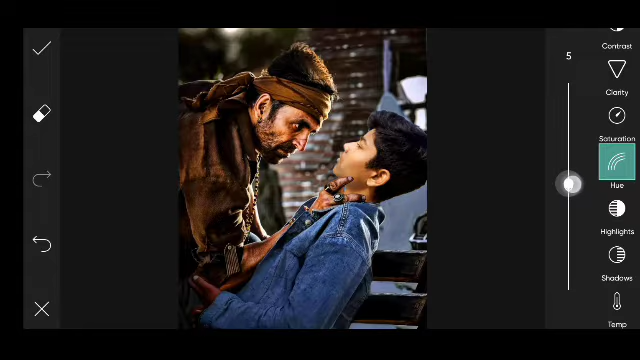 5
Contrast
Clarity
Saturation
Hue
Highlights
Shadows
Temp